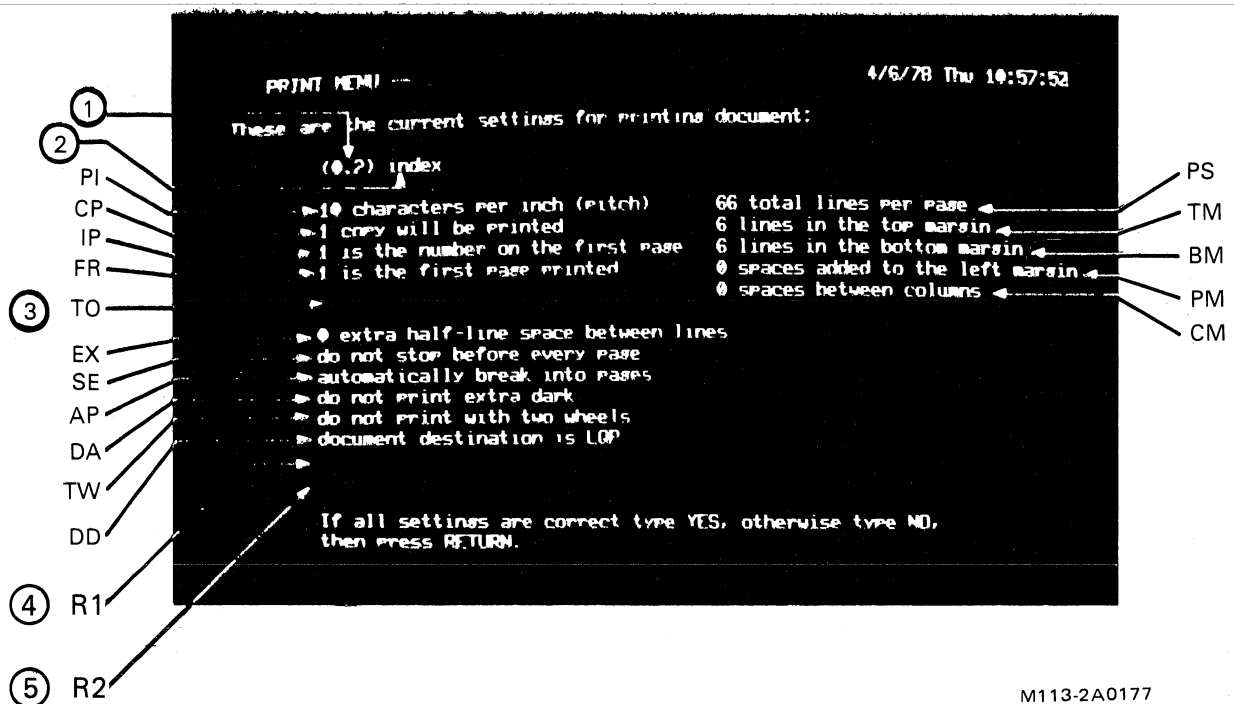 PRINT MENU
4/6/78 Thu 10:57:52
These are the current settings for printing document:
(0.2) index
10 characters per inch (pitch)
1 copy will be printed
1 is the number on the first page
1 is the first page printed
66 total lines per page
6 lines in the top margin
6 lines in the bottom margin
0 spaces added to the left margin
0 spaces between columns
0 extra half-line space between lines
do not stop before every page
automatically break into pages
do not print extra dark
do not print with two wheels
document destination is LQP
If all settings are correct type YES, otherwise type NO,
then press RETURN.
1
2
PI
CP
IP
FR
3 TO
EX
SE
AP
DA
TW
DD
4 R1
5 R2
PS
TM
BM
PM
CM
M113-2A0177